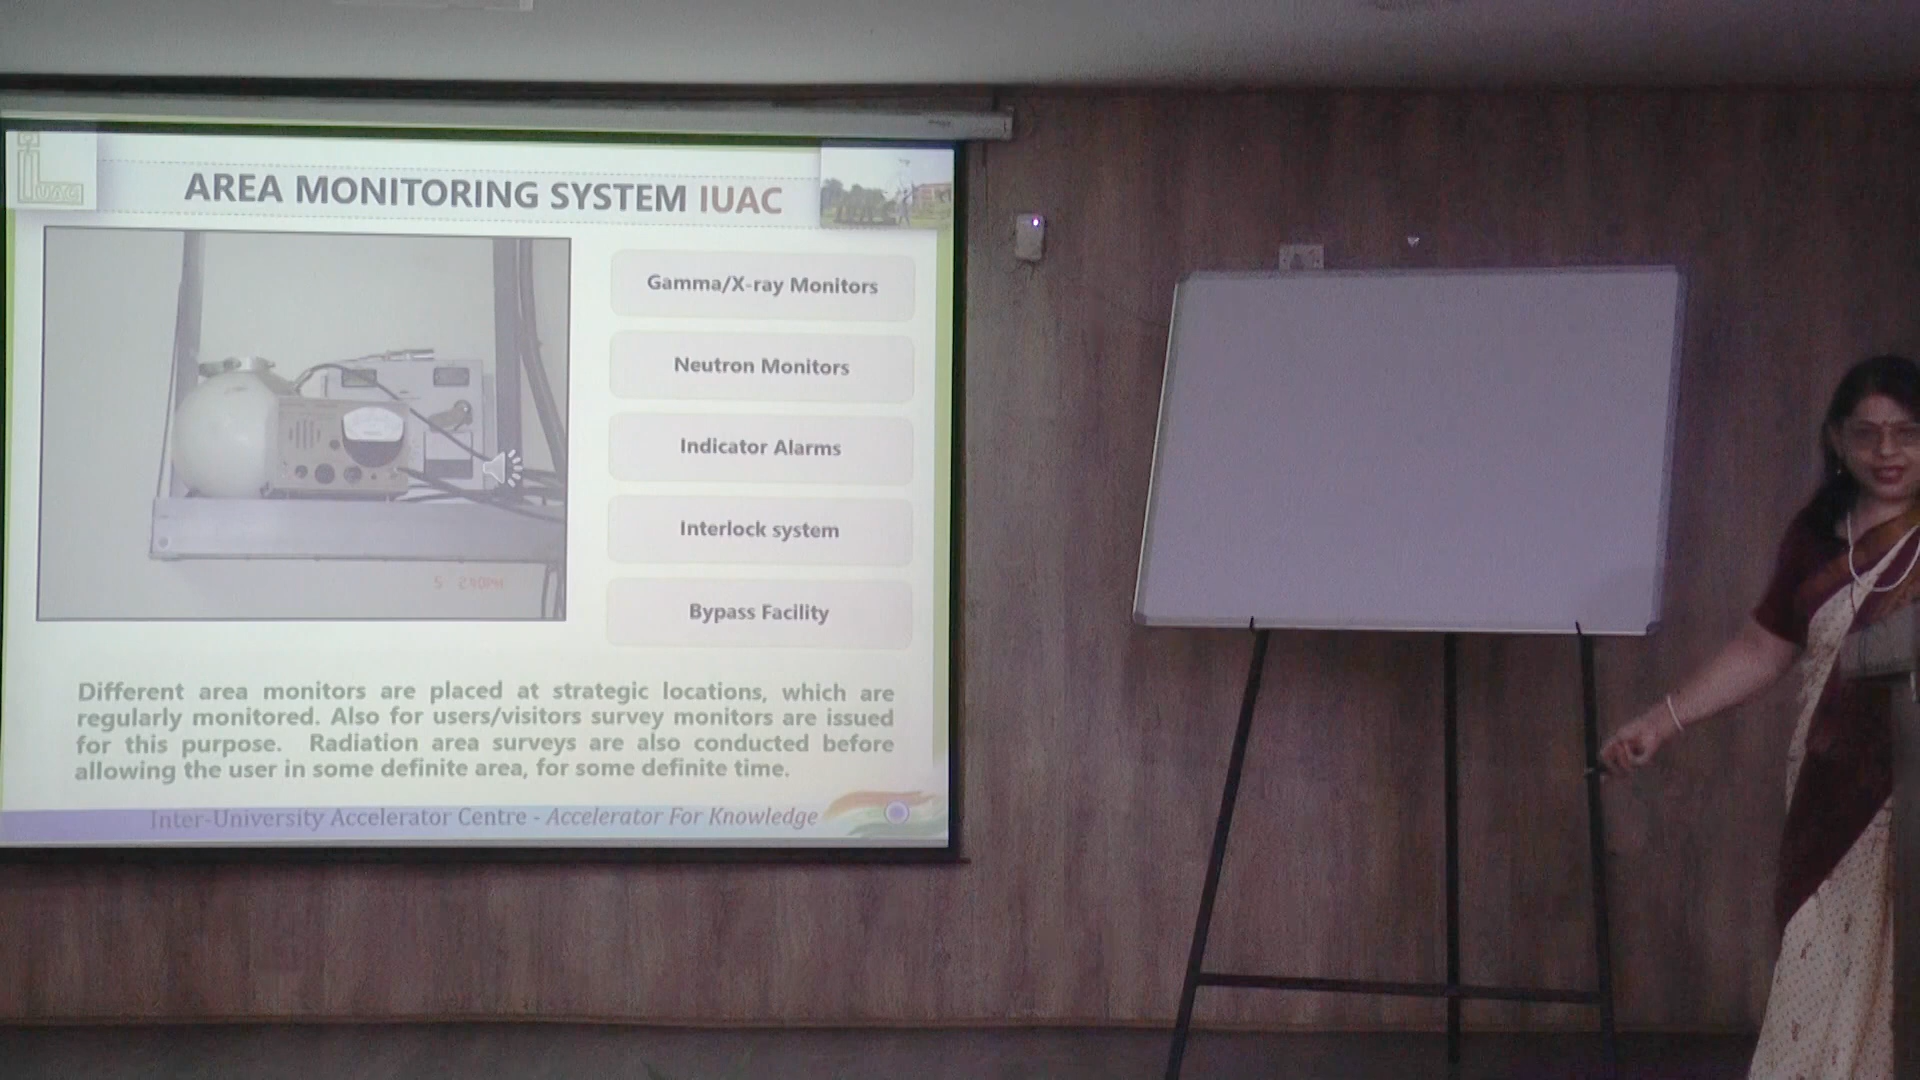 AREA MONITORING SYSTEM IUAC
Gamma/X-ray Monitors
Neutron Monitors
Indicator Alarms
Interlock system
Bypass Facility
Different area monitors are placed at strategic locations, which are
regularly monitored. Also for users/visitors survey monitors are issued
for this purpose. Radiation area surveys are also conducted before
allowing the user in some definite area, for some definite time.
Inter-University Accelerator Centre - Accelerator For Knowledge